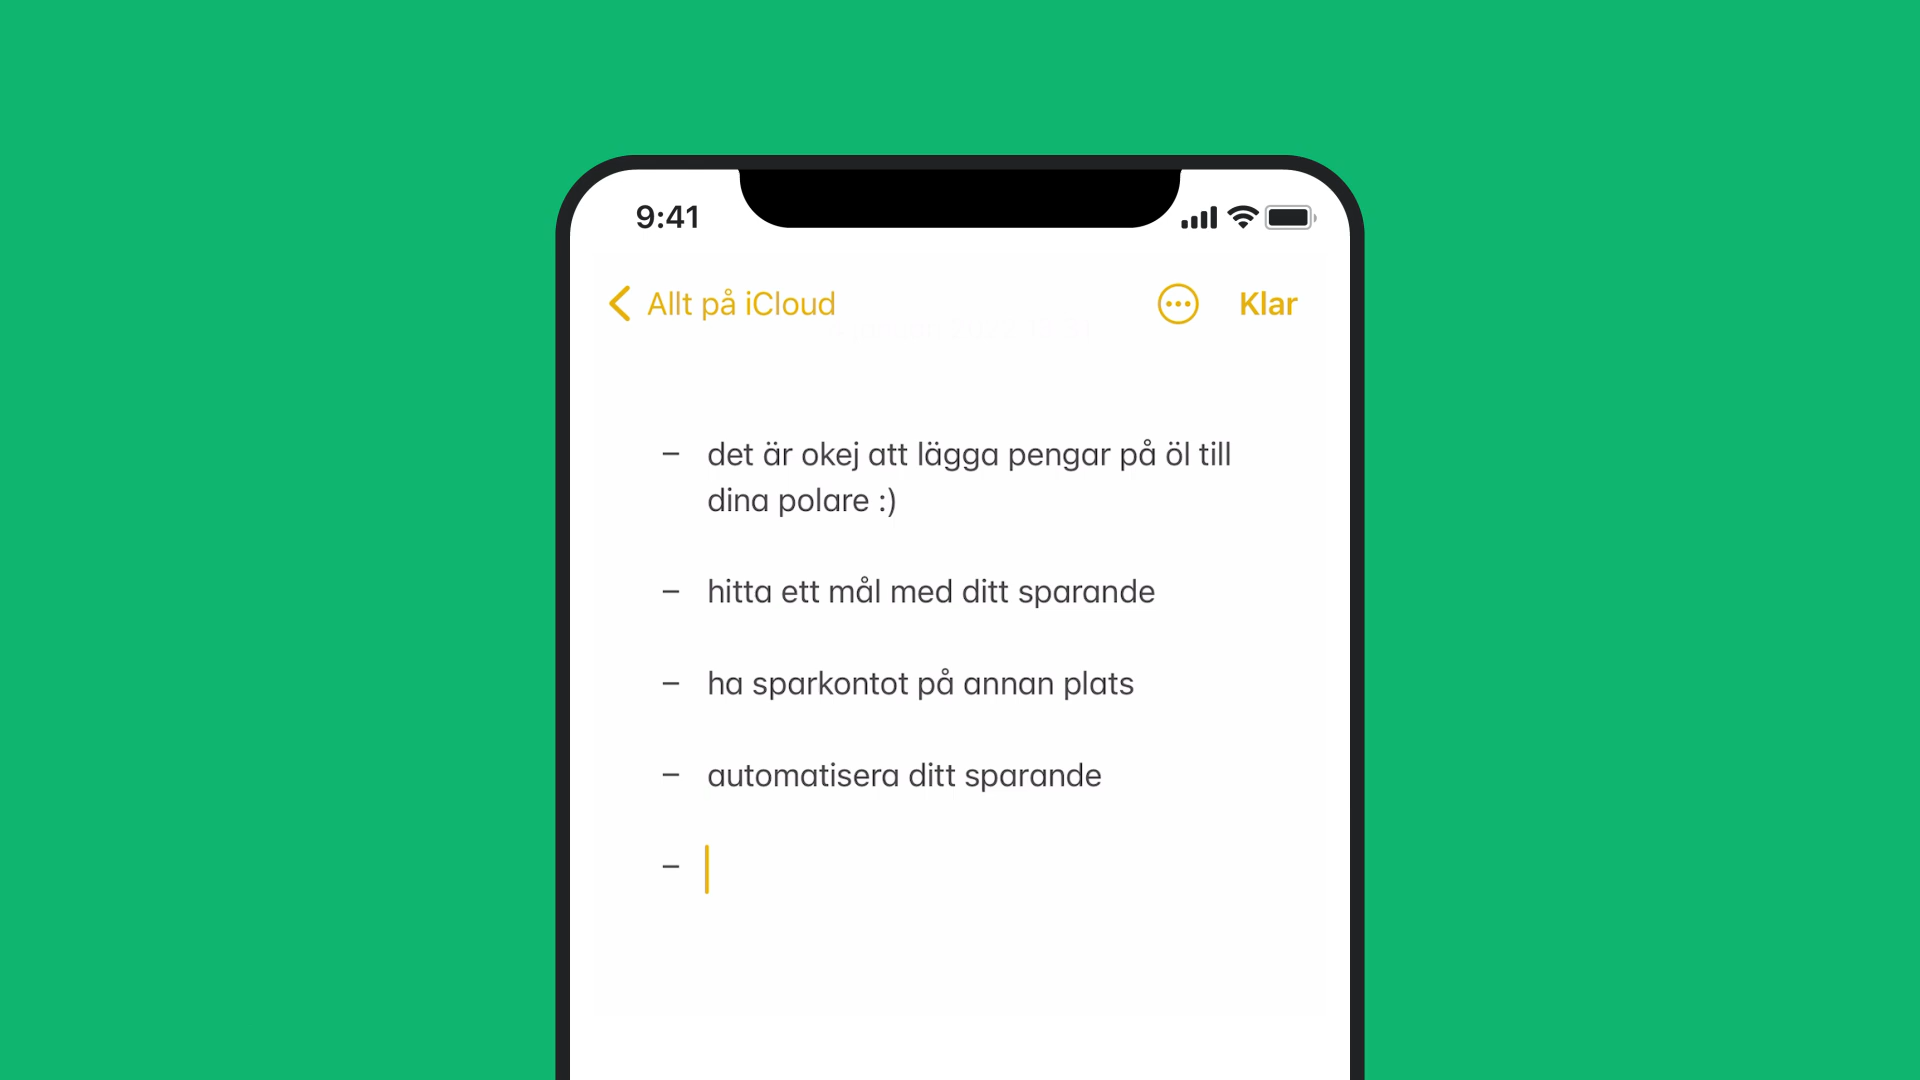 9:41
Allt på iCloud
Klar
– det är okej att lägga pengar på öl till
dina polare :)
– hitta ett mål med ditt sparande
– ha sparkontot på annan plats
– automatisera ditt sparande
–